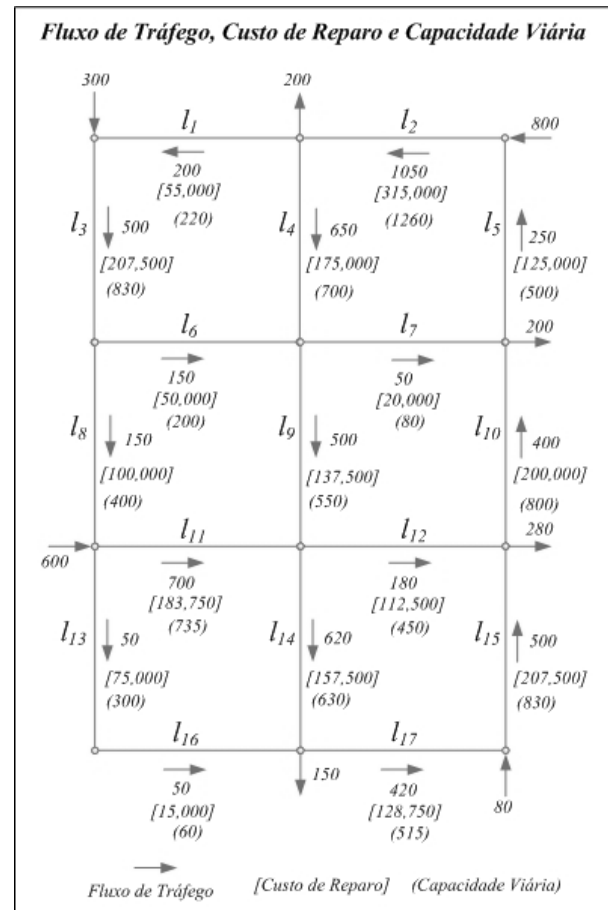 Fluxo de Tráfego, Custo de Reparo e Capacidade Viária
300
200
l1
l2
800
200
[55,000]
(220)
1050
[315,000]
(1260)
l3
500
[207,500]
(830)
l4
650
[175,000]
(700)
l5
250
[125,000]
(500)
l6
l7
200
150
[50,000]
(200)
50
[20,000]
(80)
l8
150
[100,000]
(400)
l9
500
[137,500]
(550)
l10
400
[200,000]
(800)
600
l11
l12
280
700
[183,750]
(735)
180
[112,500]
(450)
l13
50
[75,000]
(300)
l14
620
[157,500]
(630)
l15
500
[207,500]
(830)
l16
l17
50
[15,000]
(60)
150
420
[128,750]
(515)
80
Fluxo de Tráfego
[Custo de Reparo]
(Capacidade Viária)